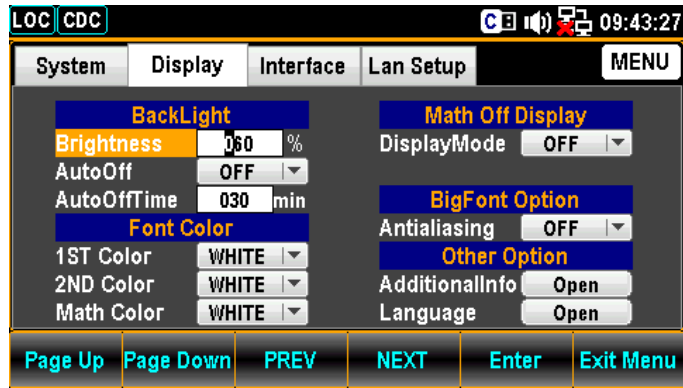 LOC CDC C 09:43:27
System Display Interface Lan Setup MENU
BackLight
Brightness 060 %
AutoOff OFF
AutoOffTime 030 min
Font Color
1ST Color WHITE
2ND Color WHITE
Math Color WHITE
Math Off Display
DisplayMode OFF
BigFont Option
Antialiasing OFF
Other Option
AdditionalInfo Open
Language Open
Page Up Page Down PREV NEXT Enter Exit Menu